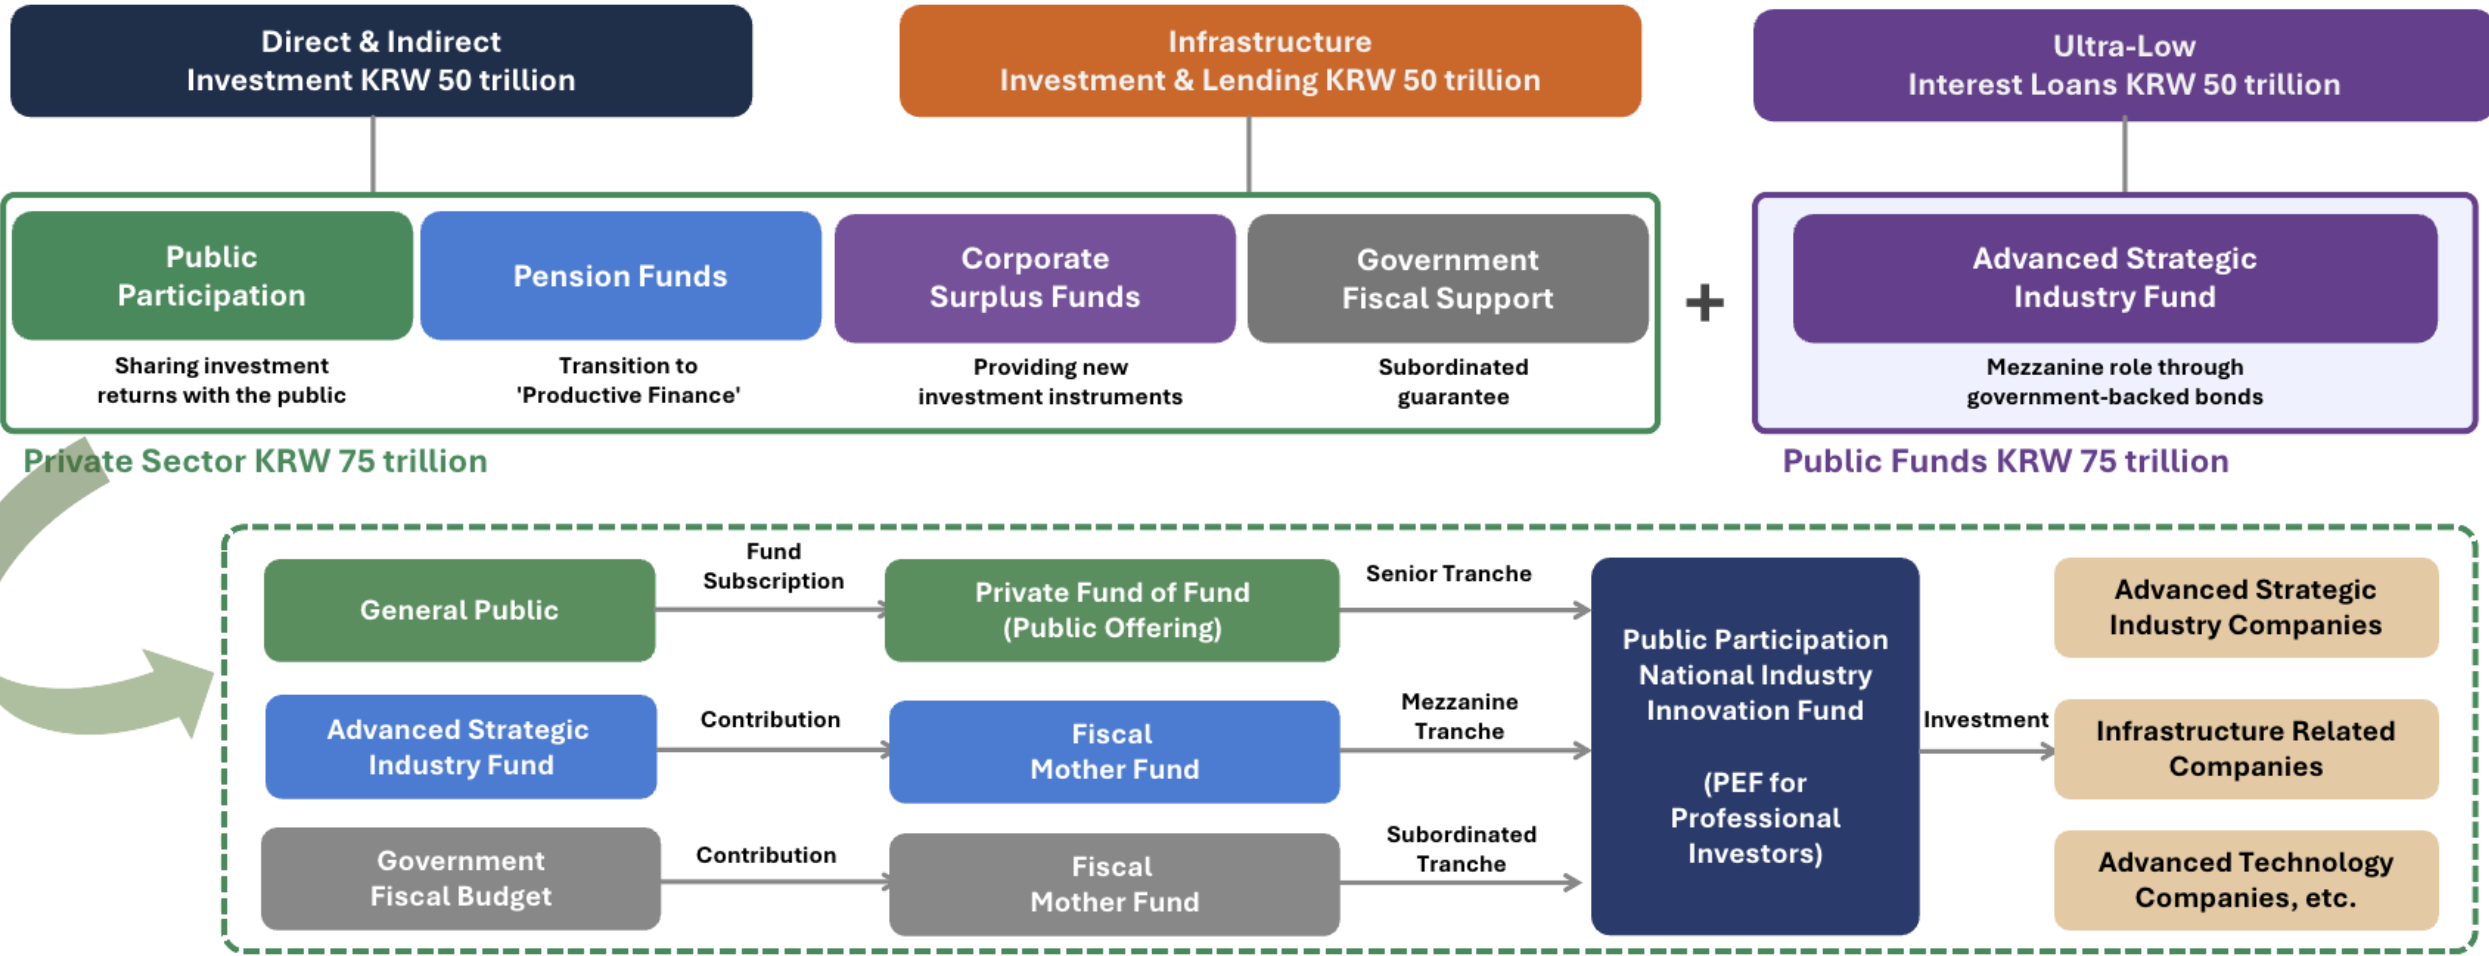 Direct & Indirect
Investment KRW 50 trillion
Infrastructure
Investment & Lending KRW 50 trillion
Ultra-Low
Interest Loans KRW 50 trillion
Public
Participation
Pension Funds
Corporate
Surplus Funds
Government
Fiscal Support
+
Advanced Strategic
Industry Fund
Sharing investment
returns with the public
Transition to
'Productive Finance'
Providing new
investment instruments
Subordinated
guarantee
Mezzanine role through
government-backed bonds
Private Sector KRW 75 trillion
Public Funds KRW 75 trillion
General Public
Fund
Subscription
Private Fund of Fund
(Public Offering)
Senior Tranche
Advanced Strategic
Industry Fund
Contribution
Fiscal
Mother Fund
Mezzanine
Tranche
Government
Fiscal Budget
Contribution
Fiscal
Mother Fund
Subordinated
Tranche
Public Participation
National Industry
Innovation Fund
(PEF for
Professional
Investors)
Investment
Advanced Strategic
Industry Companies
Infrastructure Related
Companies
Advanced Technology
Companies, etc.